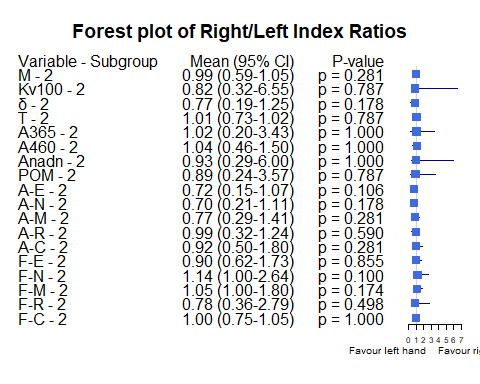 Forest plot of Right/Left Index Ratios
Variable - Subgroup Mean (95% CI) P-value
M - 2 0.99 (0.59-1.05) p = 0.281
Kv100 - 2 0.82 (0.32-6.55) p = 0.787
δ - 2 0.77 (0.19-1.25) p = 0.178
T - 2 1.01 (0.73-1.02) p = 0.787
A365 - 2 1.02 (0.20-3.43) p = 1.000
A460 - 2 1.04 (0.46-1.50) p = 1.000
Anadn - 2 0.93 (0.29-6.00) p = 1.000
POM - 2 0.89 (0.24-3.57) p = 0.787
A-E - 2 0.72 (0.15-1.07) p = 0.106
A-N - 2 0.70 (0.21-1.11) p = 0.178
A-M - 2 0.77 (0.29-1.41) p = 0.281
A-R - 2 0.99 (0.32-1.24) p = 0.590
A-C - 2 0.92 (0.50-1.80) p = 0.281
F-E - 2 0.90 (0.62-1.73) p = 0.855
F-N - 2 1.14 (1.00-2.64) p = 0.100
F-M - 2 1.05 (1.00-1.80) p = 0.174
F-R - 2 0.78 (0.36-2.79) p = 0.498
F-C - 2 1.00 (0.75-1.05) p = 1.000
0 1 2 3 4 5 6 7
Favour left hand Favour ri